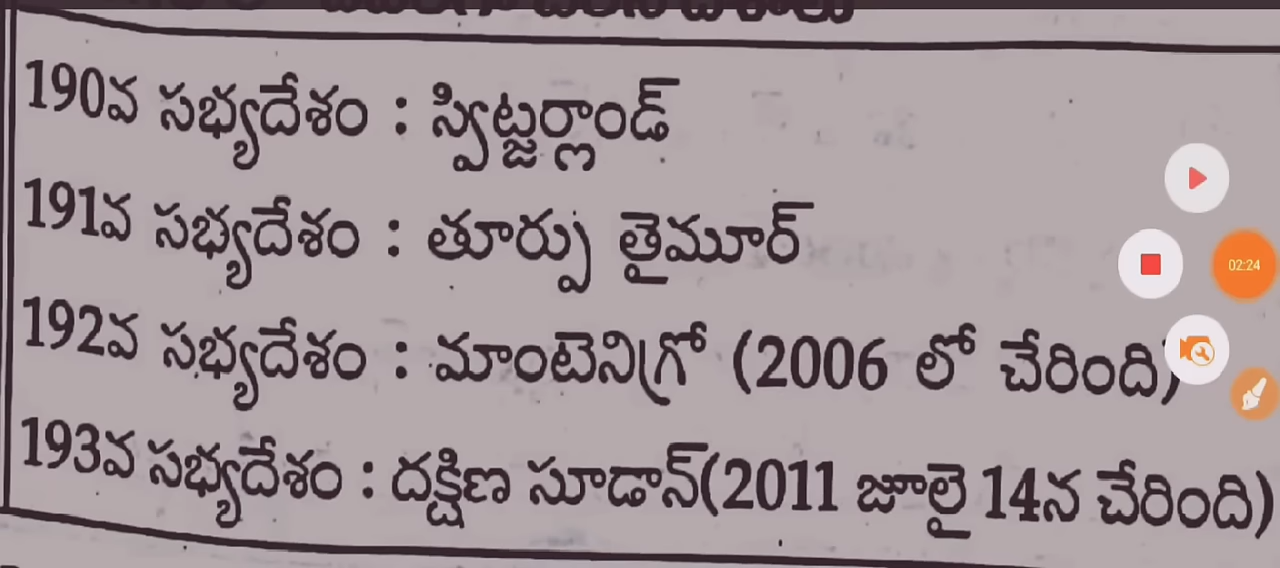 190వ సభ్యదేశం : స్విట్జర్లాండ్
191వ సభ్యదేశం : తూర్పు తైమూర్
192వ సభ్యదేశం : మాంటెనిగ్రో (2006 లో చేరింది)
193వ సభ్యదేశం : దక్షిణ సూడాన్(2011 జూలై 14న చేరింది)
02:24